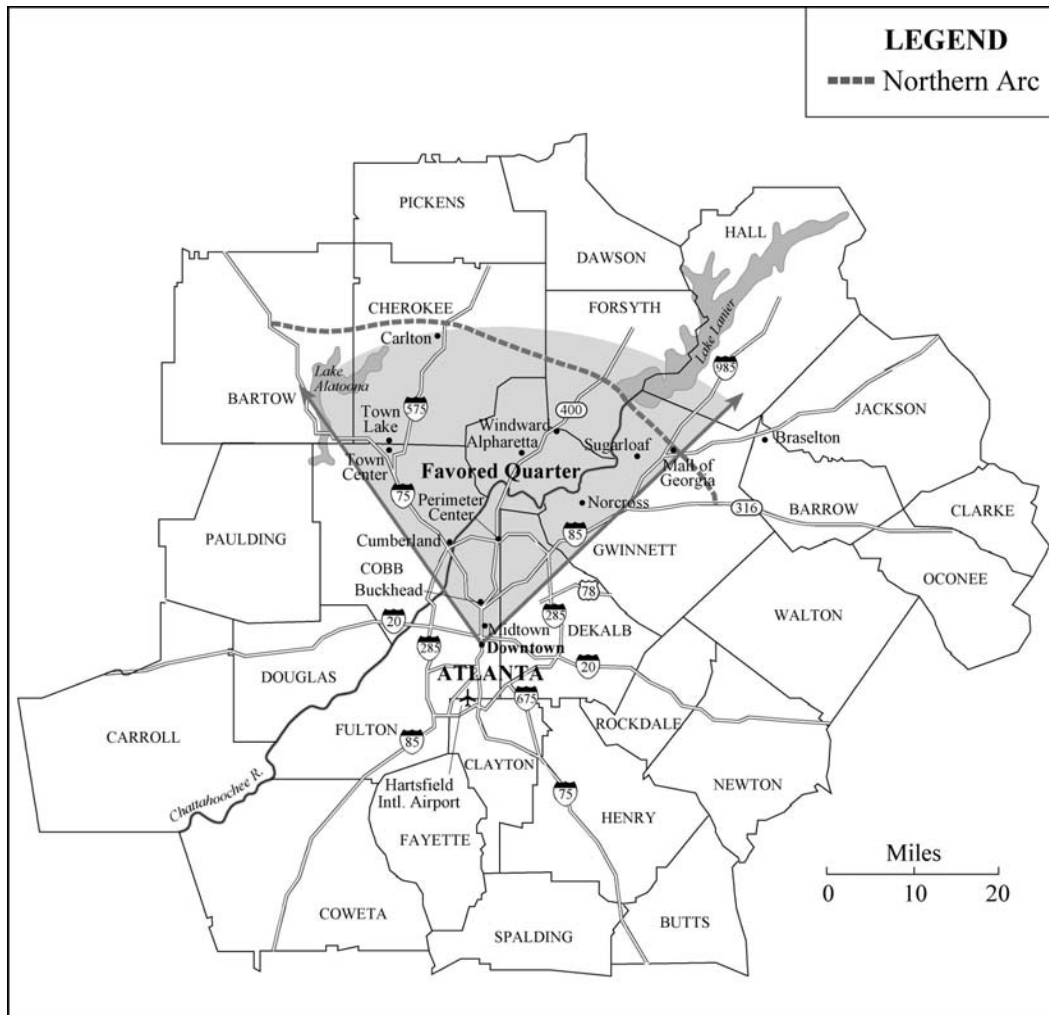 LEGEND
Northern Arc
PICKENS
HALL
DAWSON
CHEROKEE
FORSYTH
Carlton
Lake Lanier
Lake
Alatoona
985
BARTOW
575
JACKSON
400
Town
Lake
Windward
Alpharetta
Sugarloaf
Braselton
Town
Center
Mall of
Georgia
Favored Quarter
75
Perimeter
Center
Norcross
316
BARROW
CLARKE
Cumberland
85
GWINNETT
PAULDING
COBB
OCONEE
Buckhead
78
WALTON
20
285
Midtown
DEKALB
Downtown
285
20
ATLANTA
DOUGLAS
675
ROCKDALE
CARROLL
FULTON
85
CLAYTON
NEWTON
Chattahoochee R.
Hartsfield
Intl. Airport
75
HENRY
FAYETTE
Miles
0 10 20
COWETA
SPALDING
BUTTS